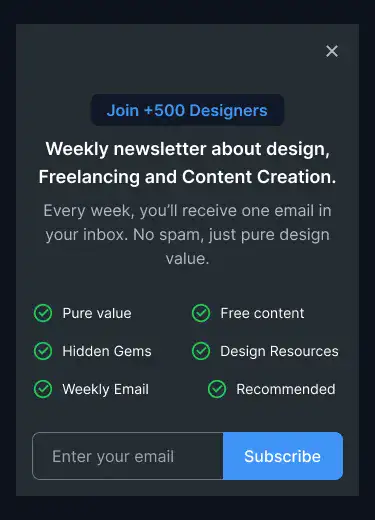 Join +500 Designers
Weekly newsletter about design,
Freelancing and Content Creation.
Every week, you’ll receive one email in
your inbox. No spam, just pure design
value.
Pure value
Free content
Hidden Gems
Design Resources
Weekly Email
Recommended
Enter your email
Subscribe